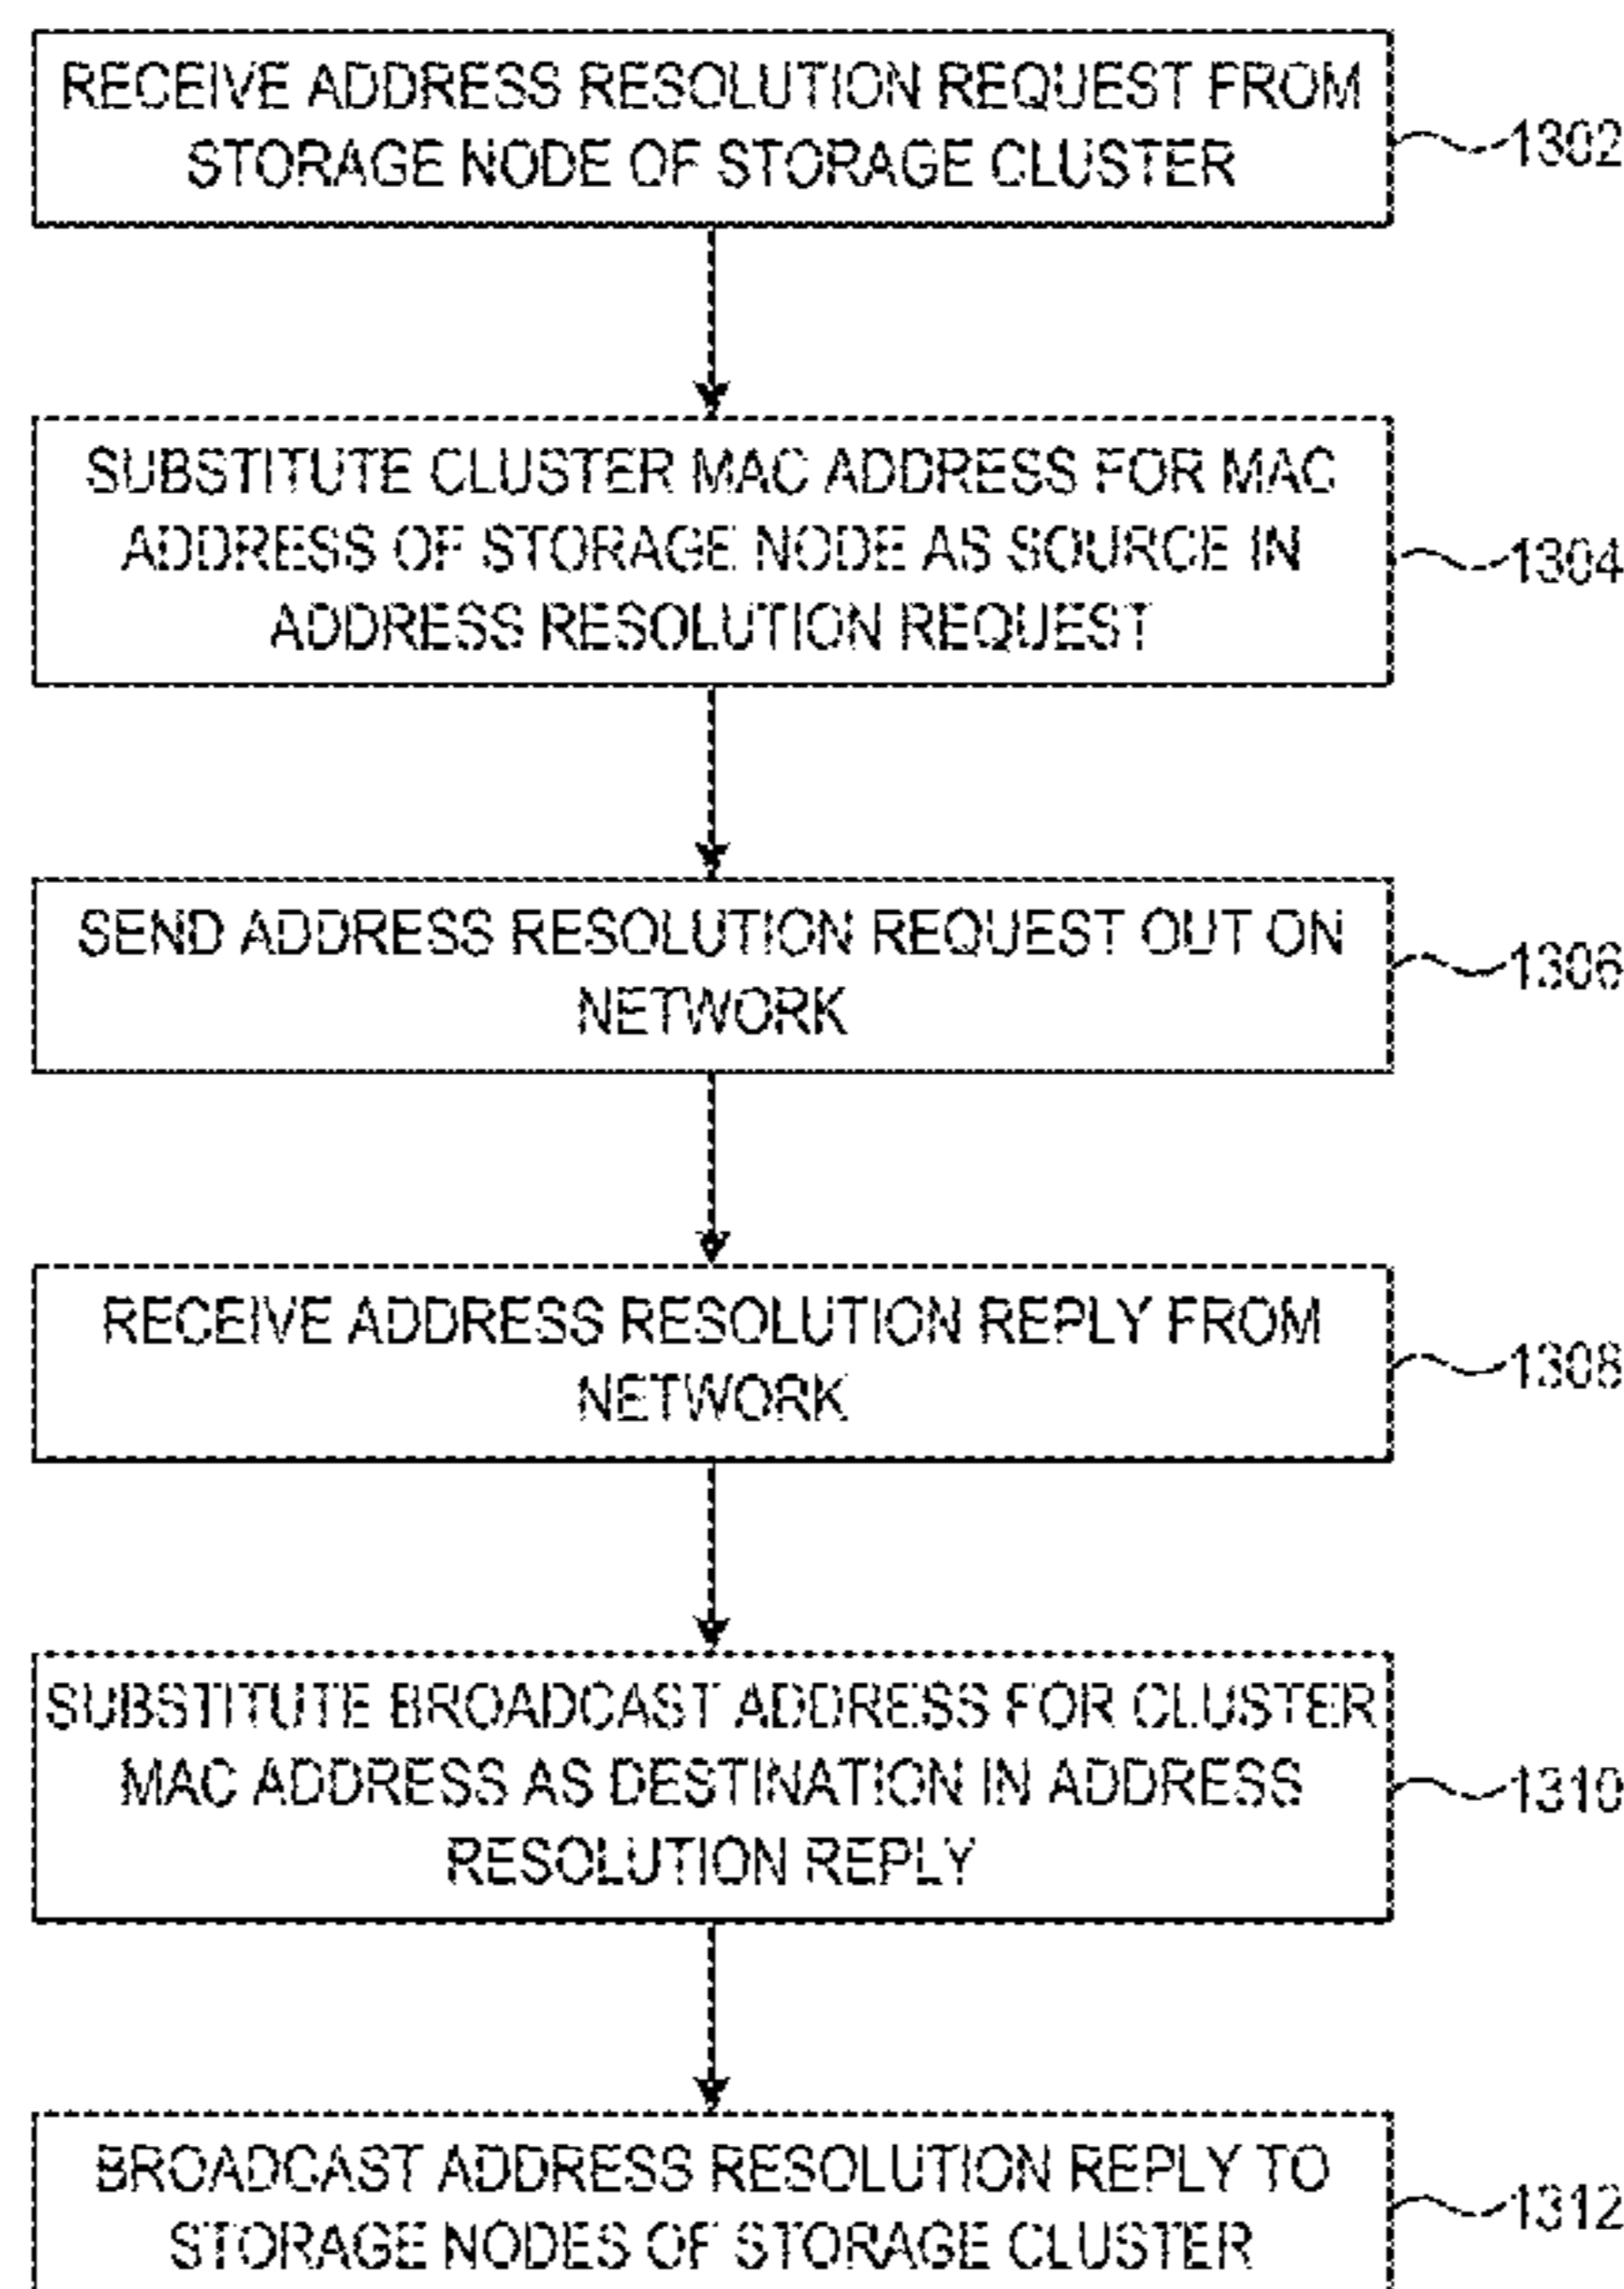 RECEIVE ADDRESS RESOLUTION REQUEST FROM
STORAGE NODE OF STORAGE CLUSTER
1302
SUBSTITUTE CLUSTER MAC ADDRESS FOR MAC
ADDRESS OF STORAGE NODE AS SOURCE IN
ADDRESS RESOLUTION REQUEST
1304
SEND ADDRESS RESOLUTION REQUEST OUT ON
NETWORK
1306
RECEIVE ADDRESS RESOLUTION REPLY FROM
NETWORK
1308
SUBSTITUTE BROADCAST ADDRESS FOR CLUSTER
MAC ADDRESS AS DESTINATION IN ADDRESS
RESOLUTION REPLY
1310
BROADCAST ADDRESS RESOLUTION REPLY TO
STORAGE NODES OF STORAGE CLUSTER
1312